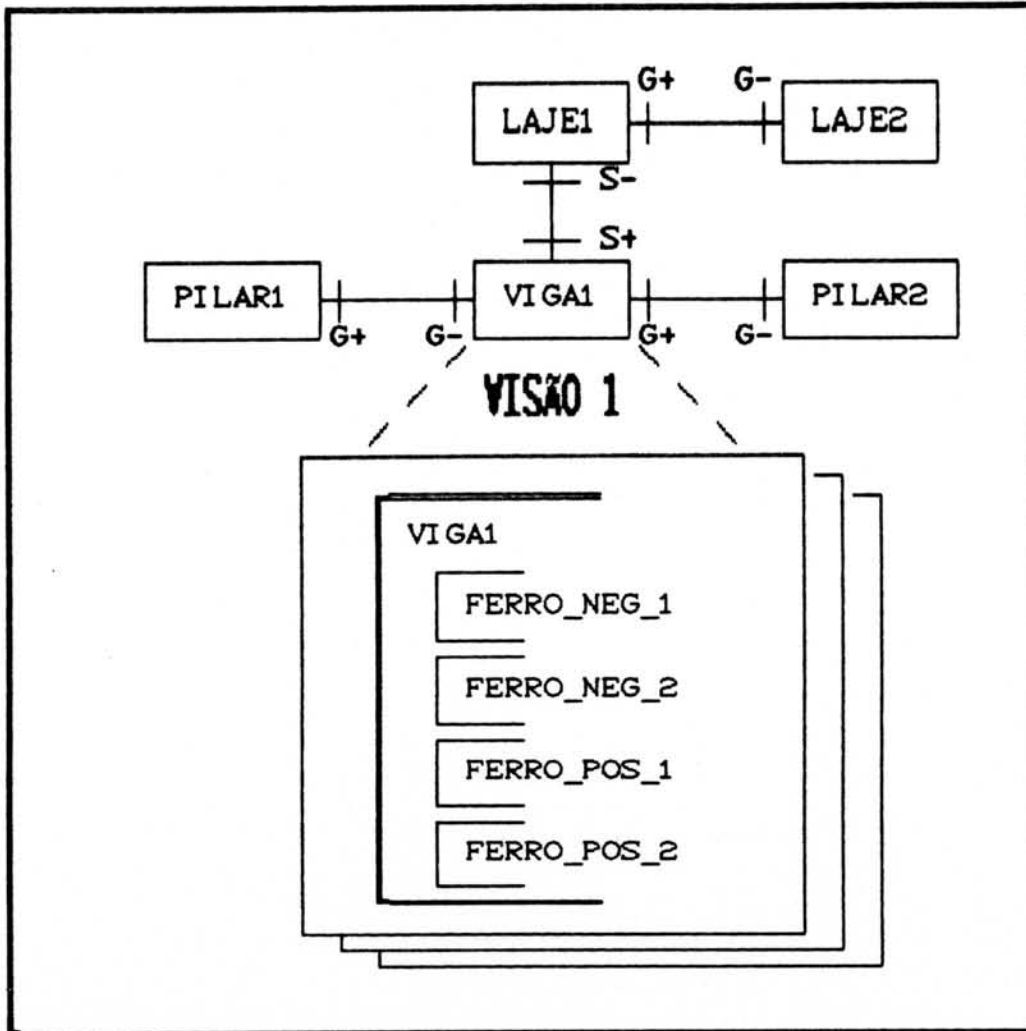 G+ G-
LAJE1 LAJE2
S-
S+
PILAR1 VIGA1 PILAR2
G+ G- G+ G-
VISÃO 1
VIGA1
FERRO_NEG_1
FERRO_NEG_2
FERRO_POS_1
FERRO_POS_2